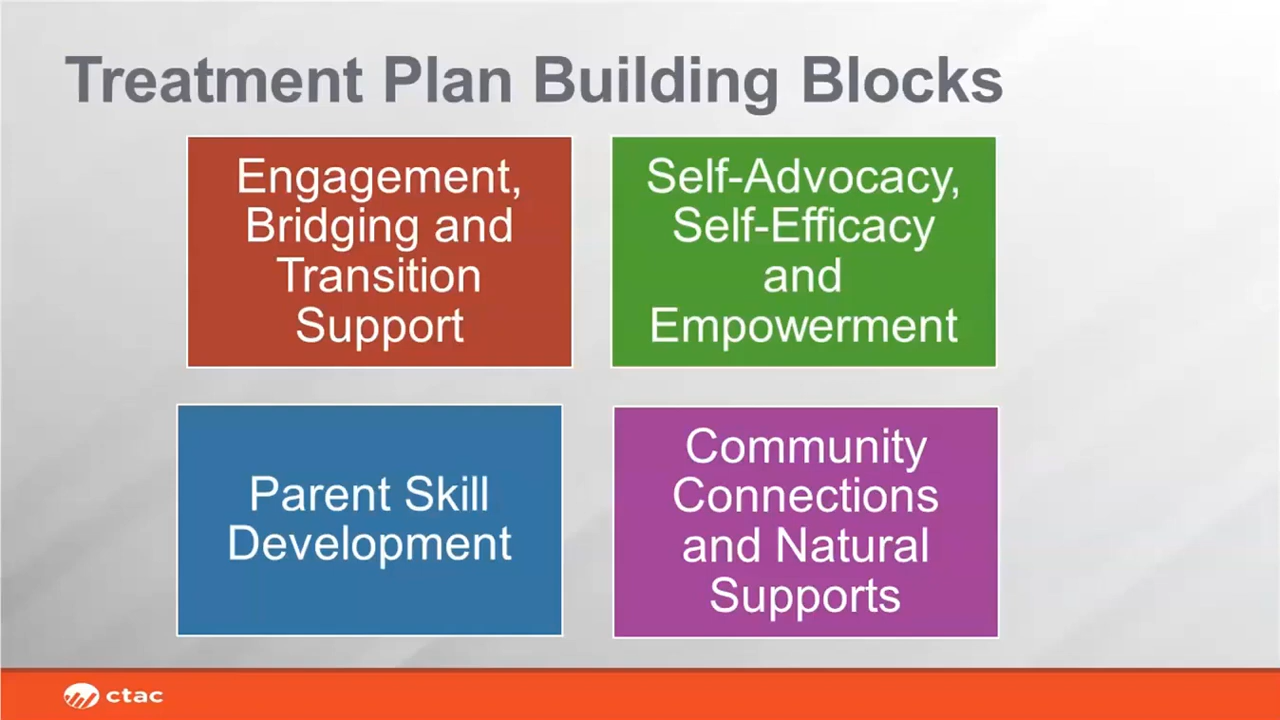 Treatment Plan Building Blocks
Engagement,
Bridging and
Transition
Support
Self-Advocacy,
Self-Efficacy
and
Empowerment
Parent Skill
Development
Community
Connections
and Natural
Supports
ctac